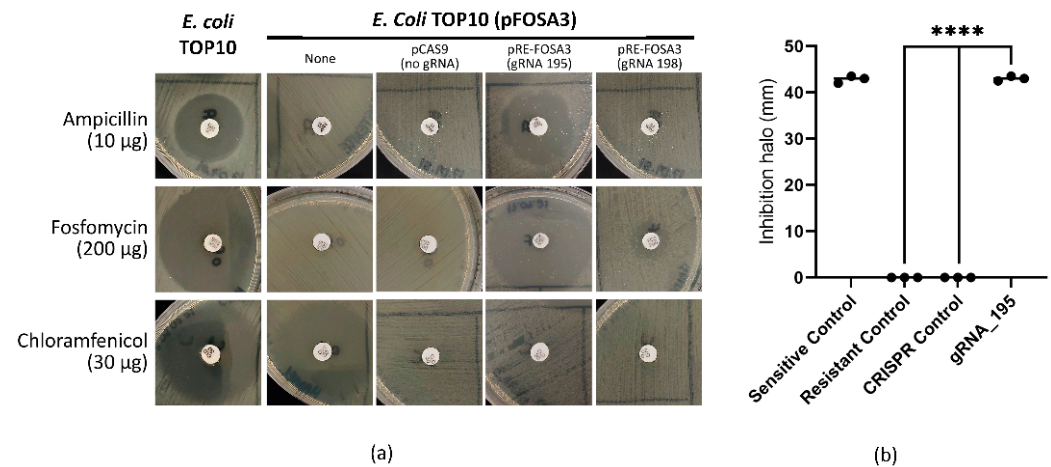 E. coli
TOP10
E. Coli TOP10 (pFOSA3)
None
pCAS9
(no gRNA)
pRE-FOSA3
(gRNA 195)
pRE-FOSA3
(gRNA 198)
Ampicillin
(10 µg)
Fosfomycin
(200 µg)
Chloramfenicol
(30 µg)
(a)
****
Inhibition halo (mm)
50
40
30
20
10
0
Sensitive Control
Resistant Control
CRISPR Control
gRNA_195
(b)